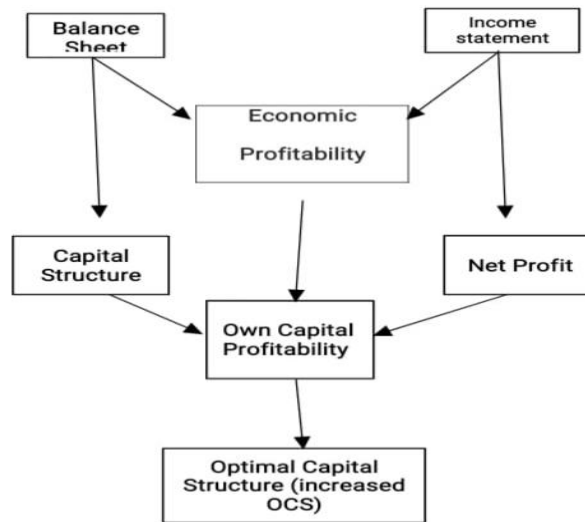 Balance
Sheet
Income
statement
Economic
Profitability
Capital
Structure
Net Profit
Own Capital
Profitability
Optimal Capital
Structure (increased
OCS)